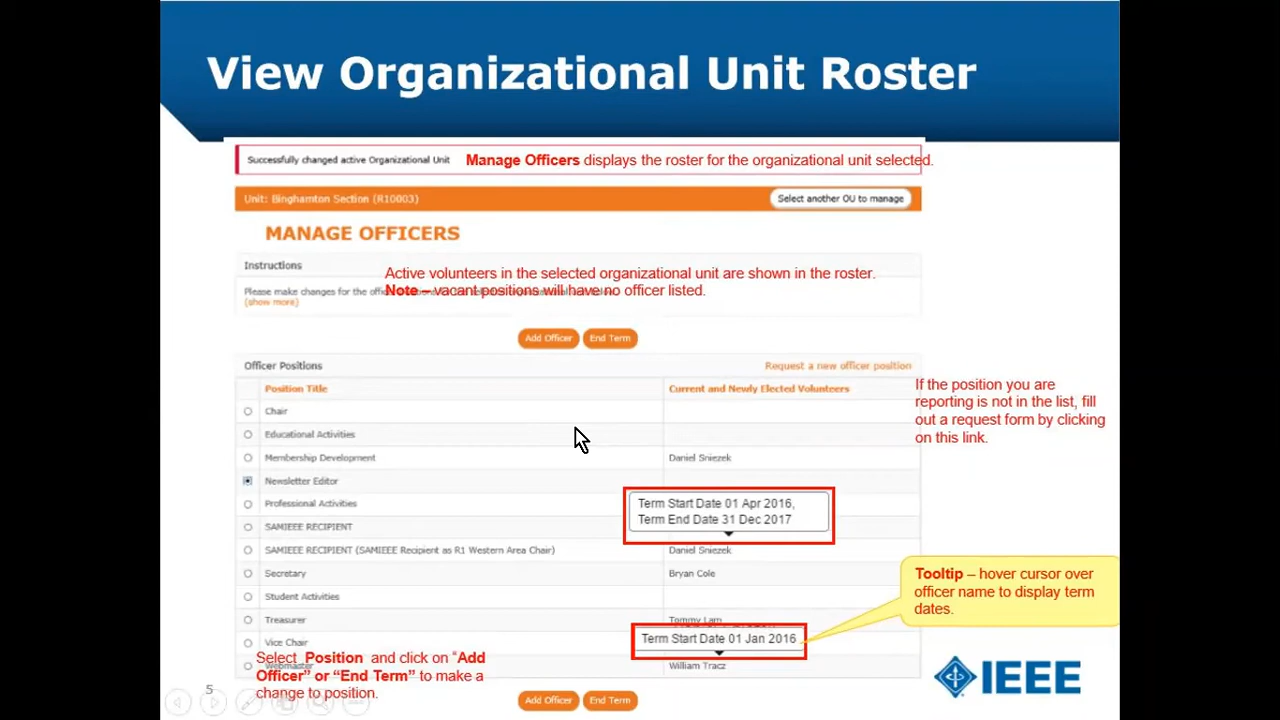 View Organizational Unit Roster
Successfully changed active Organizational Unit
Manage Officers displays the roster for the organizational unit selected.
Unit: Binghamton Section (R10003)
Select another OU to manage
MANAGE OFFICERS
Instructions
Active volunteers in the selected organizational unit are shown in the roster.
Please make changes for the
Note – vacant positions will have no officer listed.
(show more)
Add Officer
End Term
Officer Positions
Request a new officer position
Position Title
Current and Newly Elected Volunteers
If the position you are
reporting is not in the list, fill
out a request form by clicking
on this link.
Chair
Educational Activities
Membership Development
Daniel Sniezek
Newsletter Editor
Professional Activities
Term Start Date 01 Apr 2016,
Term End Date 31 Dec 2017
SAMIEEE RECIPIENT
SAMIEEE RECIPIENT (SAMIEEE Recipient as R1 Western Area Chair)
Daniel Sniezek
Secretary
Bryan Cole
Tooltip – hover cursor over
officer name to display term
dates.
Student Activities
Treasurer
Tommy Lam
Vice Chair
Term Start Date 01 Jan 2016
Webmaster
William Tracz
Select Position and click on “Add
Officer” or “End Term” to make a
change to position.
IEEE
5
Add Officer
End Term